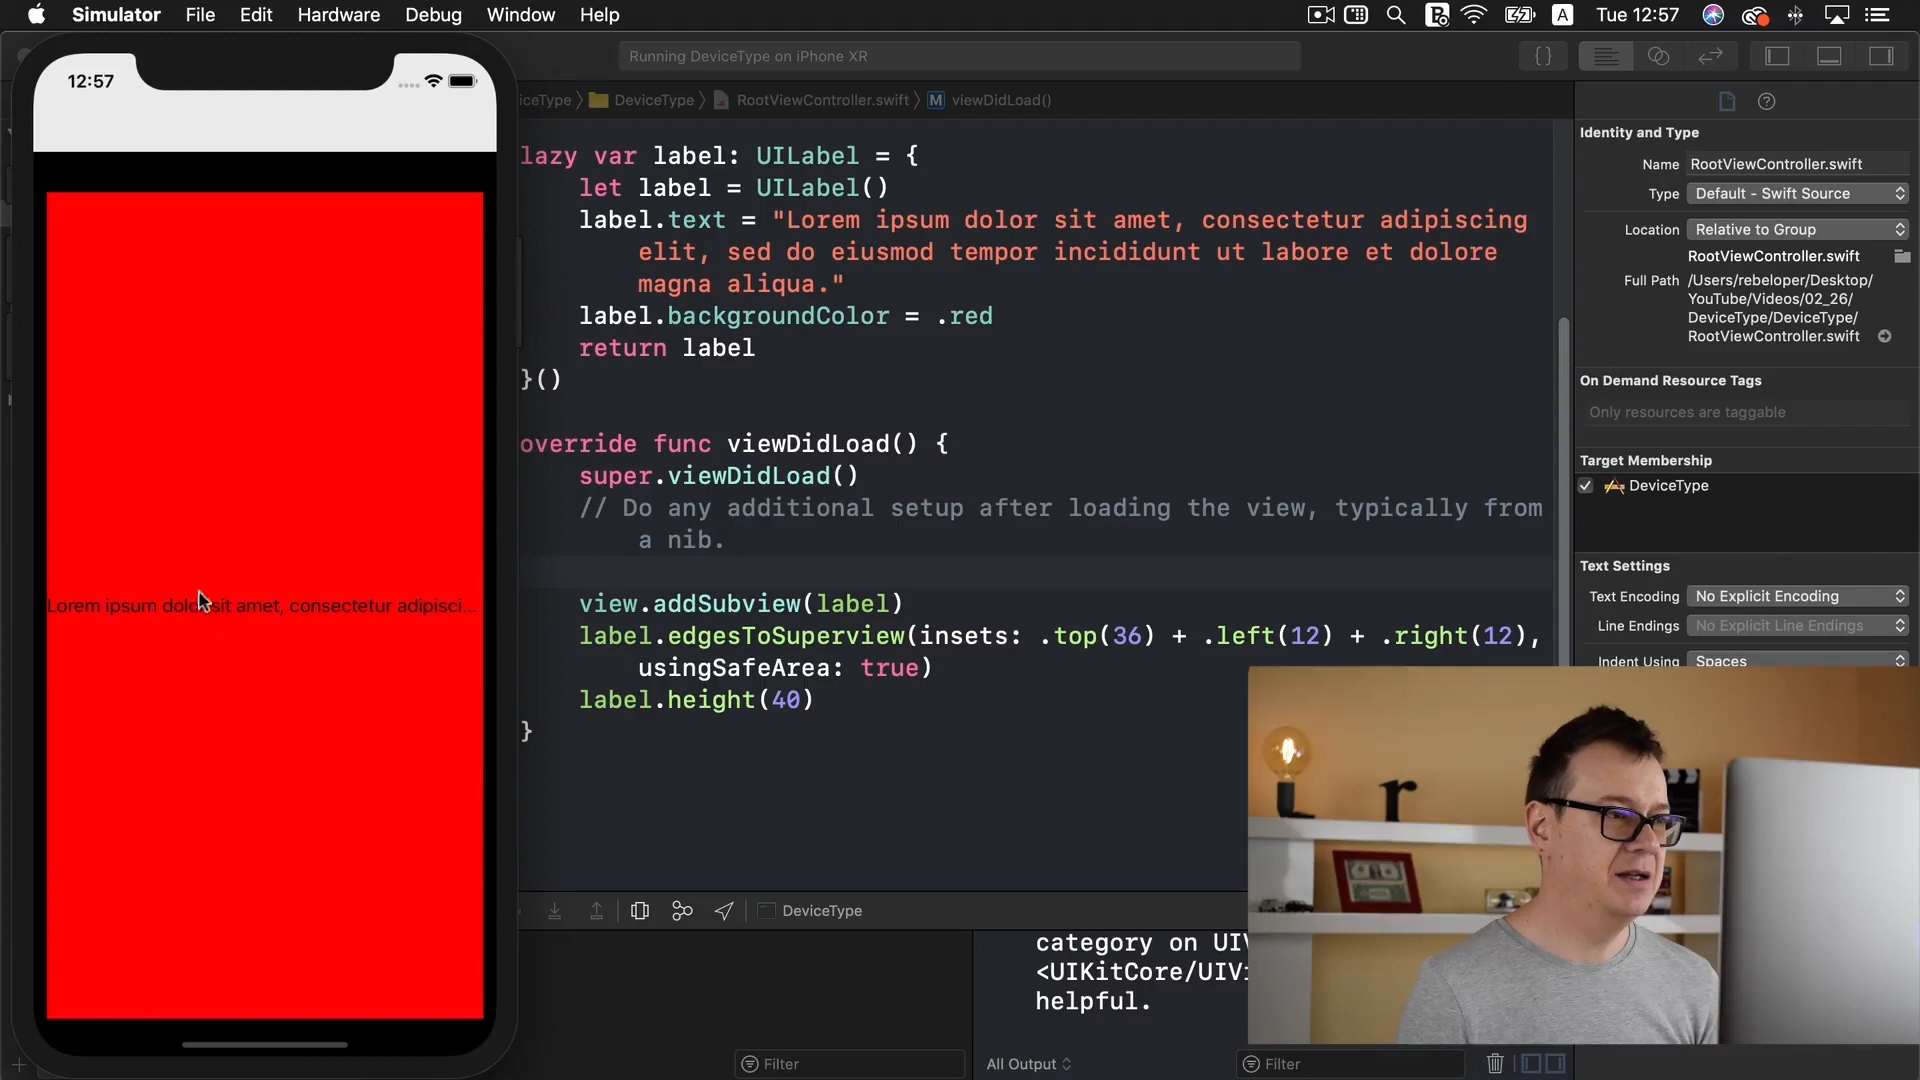 Simulator File Edit Hardware Debug Window Help
A Tue 12:57
12:57
Running DeviceType on iPhone XR
{ }
iceType DeviceType RootViewController.swift M viewDidLoad()
lazy var label: UILabel = {
let label = UILabel()
label.text = "Lorem ipsum dolor sit amet, consectetur adipiscing
elit, sed do eiusmod tempor incididunt ut labore et dolore
magna aliqua."
label.backgroundColor = .red
return label
}()
override func viewDidLoad() {
super.viewDidLoad()
// Do any additional setup after loading the view, typically from
a nib.
view.addSubview(label)
label.edgesToSuperview(insets: .top(36) + .left(12) + .right(12),
usingSafeArea: true)
label.height(40)
}
Lorem ipsum dolor sit amet, consectetur adipisci...
Identity and Type
Name RootViewController.swift
Type Default - Swift Source
Location Relative to Group
RootViewController.swift
Full Path /Users/rebeloper/Desktop/
YouTube/Videos/02_26/
DeviceType/DeviceType/
RootViewController.swift
On Demand Resource Tags
Only resources are taggable
Target Membership
DeviceType
Text Settings
Text Encoding No Explicit Encoding
Line Endings No Explicit Line Endings
Indent Using Spaces
DeviceType
category on UIV
<UIKitCore/UIVi
helpful.
Filter
All Output
Filter